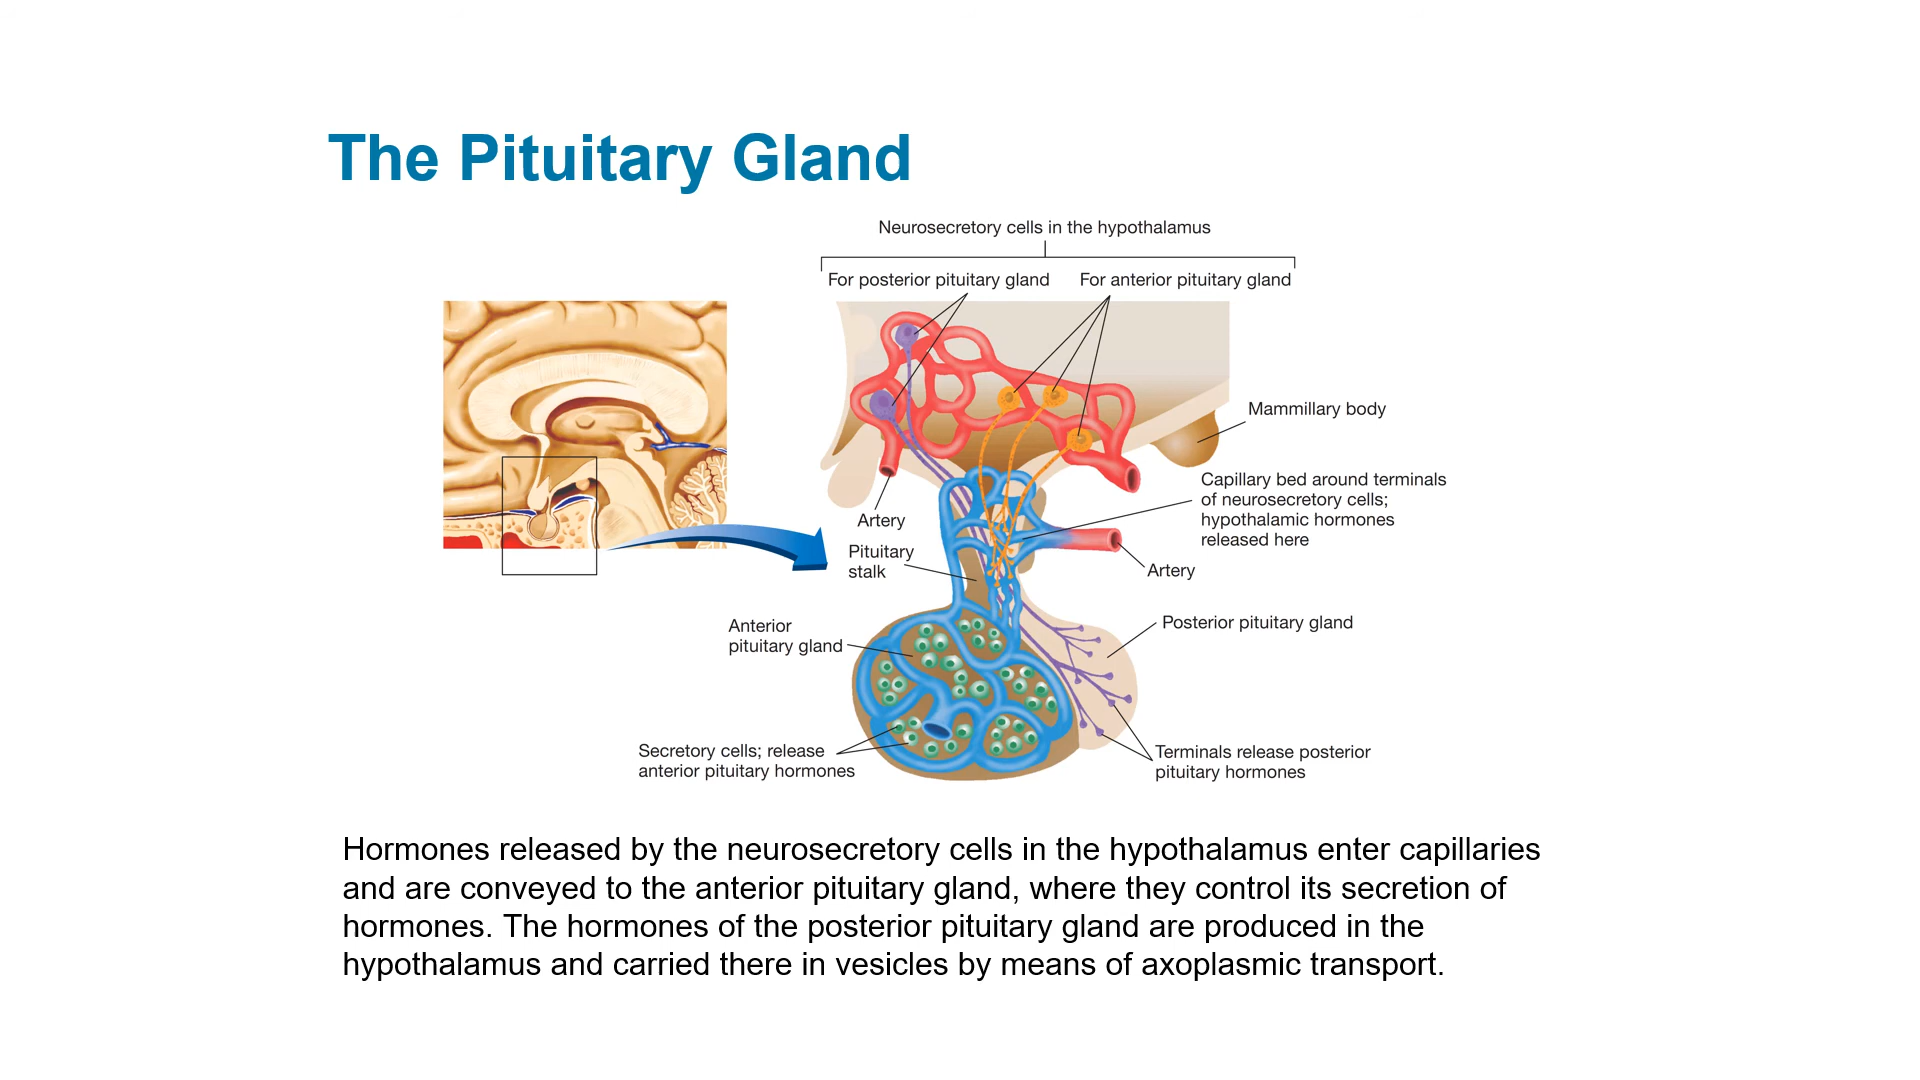 The Pituitary Gland
Neurosecretory cells in the hypothalamus
For posterior pituitary gland
For anterior pituitary gland
Mammillary body
Capillary bed around terminals
of neurosecretory cells;
hypothalamic hormones
released here
Artery
Pituitary
stalk
Artery
Anterior
pituitary gland
Posterior pituitary gland
Secretory cells; release
anterior pituitary hormones
Terminals release posterior
pituitary hormones
Hormones released by the neurosecretory cells in the hypothalamus enter capillaries
and are conveyed to the anterior pituitary gland, where they control its secretion of
hormones. The hormones of the posterior pituitary gland are produced in the
hypothalamus and carried there in vesicles by means of axoplasmic transport.